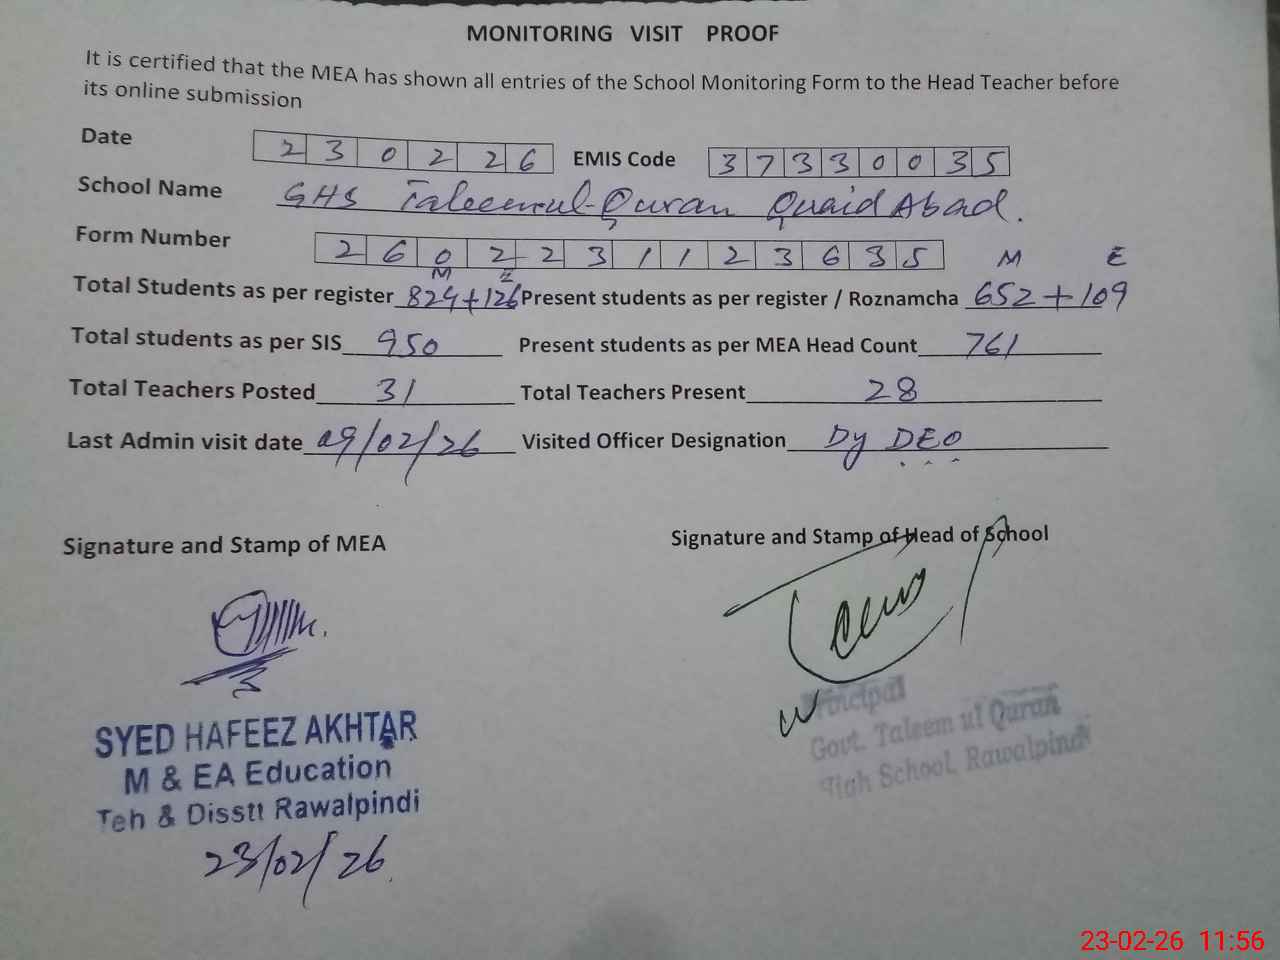 MONITORING VISIT PROOF
It is certified that the MEA has shown all entries of the School Monitoring Form to the Head Teacher before
its online submission
Date 230226 EMIS Code 37330035
School Name GHS Taleemul-Quran Quaid Abad.
Form Number 2602231123635 M E
M E
Total Students as per register 824+126 Present students as per register / Roznamcha 652+109
Total students as per SIS 950 Present students as per MEA Head Count 761
Total Teachers Posted 31 Total Teachers Present 28
Last Admin visit date 09/02/26 Visited Officer Designation Dy DEO
Signature and Stamp of MEA Signature and Stamp of Head of School
SYED HAFEEZ AKHTAR
M & EA Education
Teh & Disstt Rawalpindi
23/02/26
Principal
Govt. Taleem ul Quran
High School, Rawalpindi
23-02-26 11:56